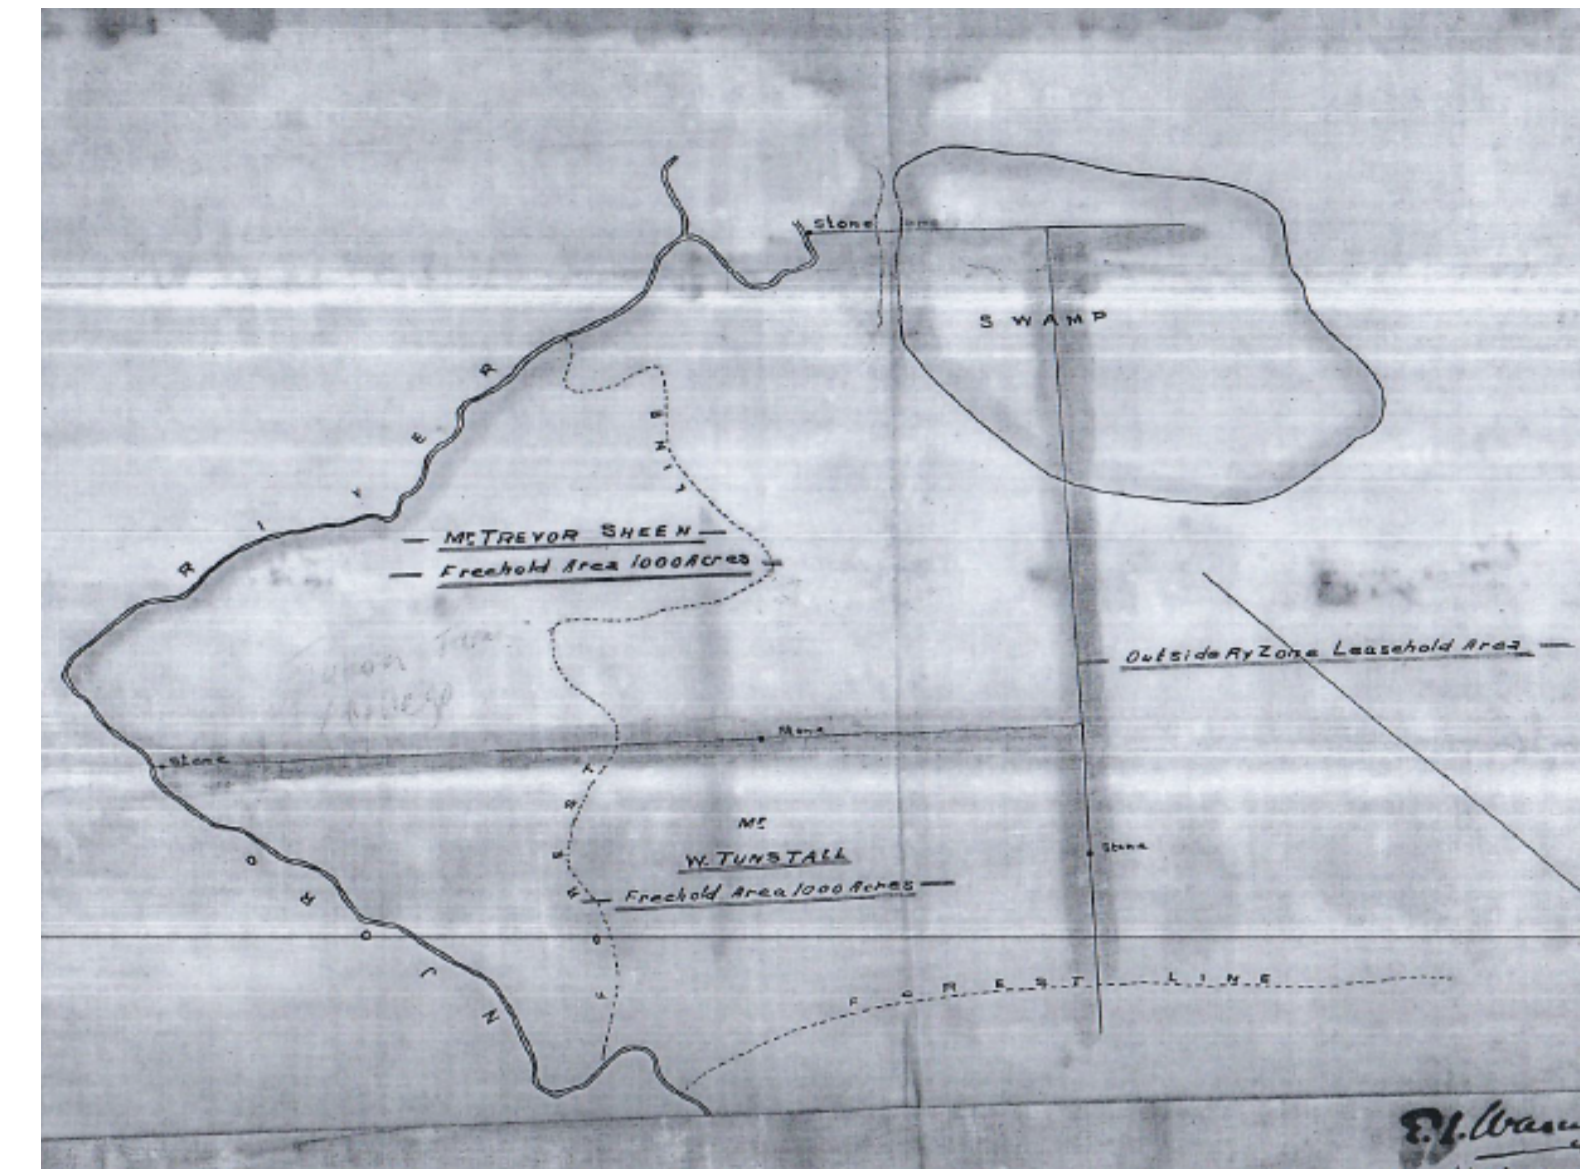 Stone
SWAMP
NJORO RIVER
Mr. TREVOR SHEEN
Freehold Area 1000 Acres
Outside Ry Zone Leasehold Area
Stone
Stone
FOREST LINE
Mr
W. TUNSTALL
Freehold Area 1000 Acres
Stone
FOREST LINE